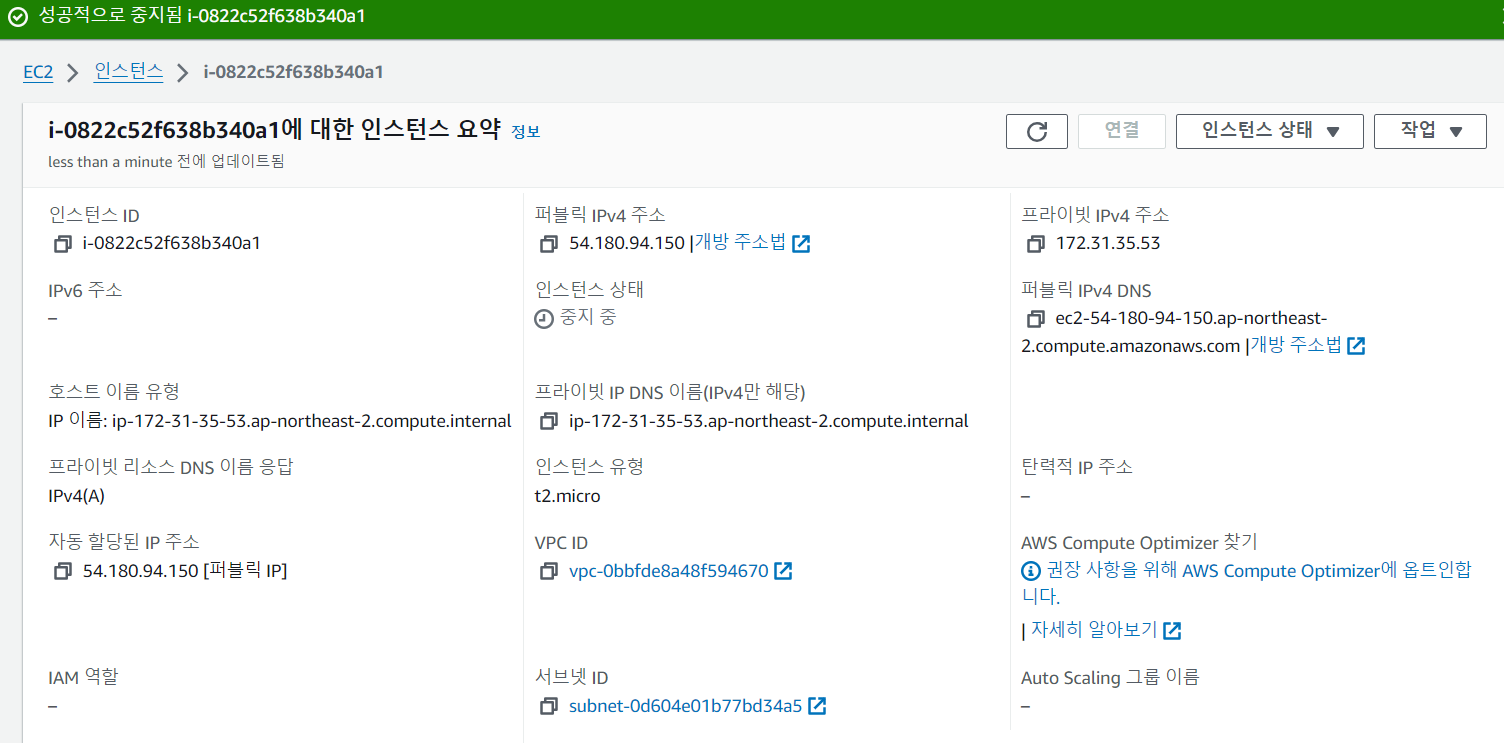 성공적으로 중지됨 i-0822c52f638b340a1
EC2 > 인스턴스 > i-0822c52f638b340a1
i-0822c52f638b340a1에 대한 인스턴스 요약 정보
less than a minute 전에 업데이트됨
연결
인스턴스 상태 ▼
작업 ▼
인스턴스 ID
i-0822c52f638b340a1
퍼블릭 IPv4 주소
54.180.94.150 |개방 주소법
프라이빗 IPv4 주소
172.31.35.53
IPv6 주소
–
인스턴스 상태
중지 중
퍼블릭 IPv4 DNS
ec2-54-180-94-150.ap-northeast-
2.compute.amazonaws.com |개방 주소법
호스트 이름 유형
IP 이름: ip-172-31-35-53.ap-northeast-2.compute.internal
프라이빗 IP DNS 이름(IPv4만 해당)
ip-172-31-35-53.ap-northeast-2.compute.internal
프라이빗 리소스 DNS 이름 응답
IPv4(A)
인스턴스 유형
t2.micro
탄력적 IP 주소
–
자동 할당된 IP 주소
54.180.94.150 [퍼블릭 IP]
VPC ID
vpc-0bbfde8a48f594670
AWS Compute Optimizer 찾기
권장 사항을 위해 AWS Compute Optimizer에 옵트인합
니다.
| 자세히 알아보기
IAM 역할
–
서브넷 ID
subnet-0d604e01b77bd34a5
Auto Scaling 그룹 이름
–